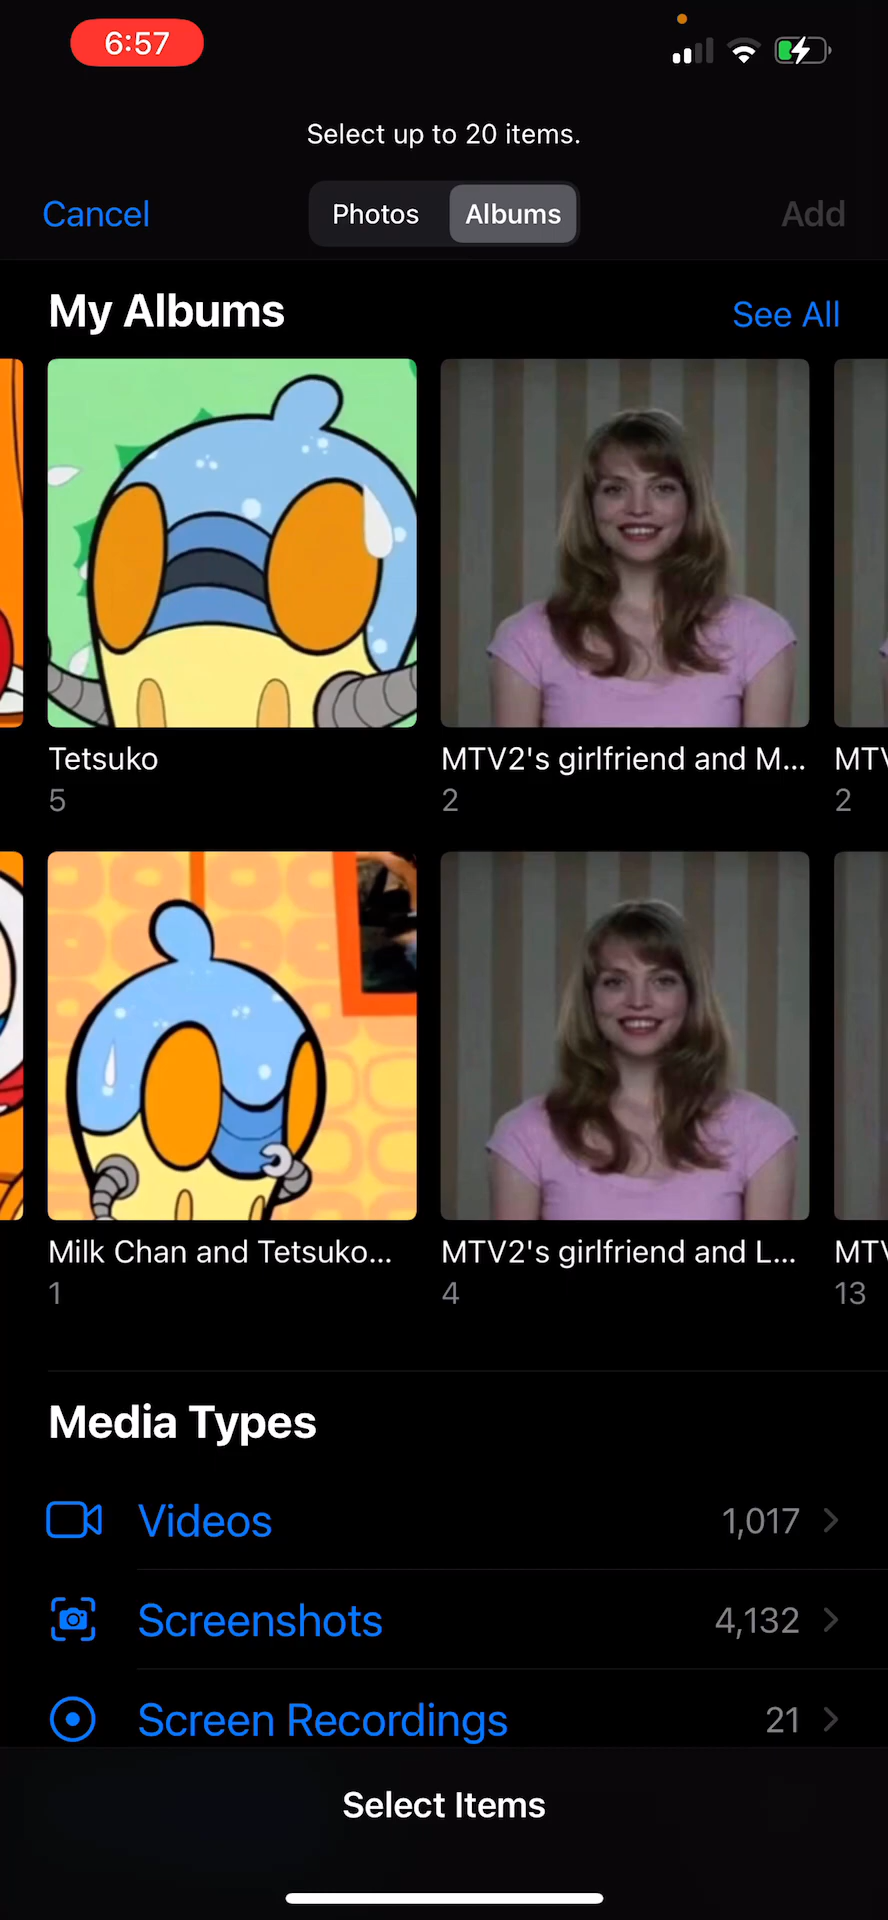 6:57
Select up to 20 items.
Cancel
Photos
Albums
Add
My Albums
See All
Tetsuko
5
MTV2's girlfriend and M...
2
MTV
2
Milk Chan and Tetsuko...
1
MTV2's girlfriend and L...
4
MTV
13
Media Types
Videos
1,017
Screenshots
4,132
Screen Recordings
21
Select Items